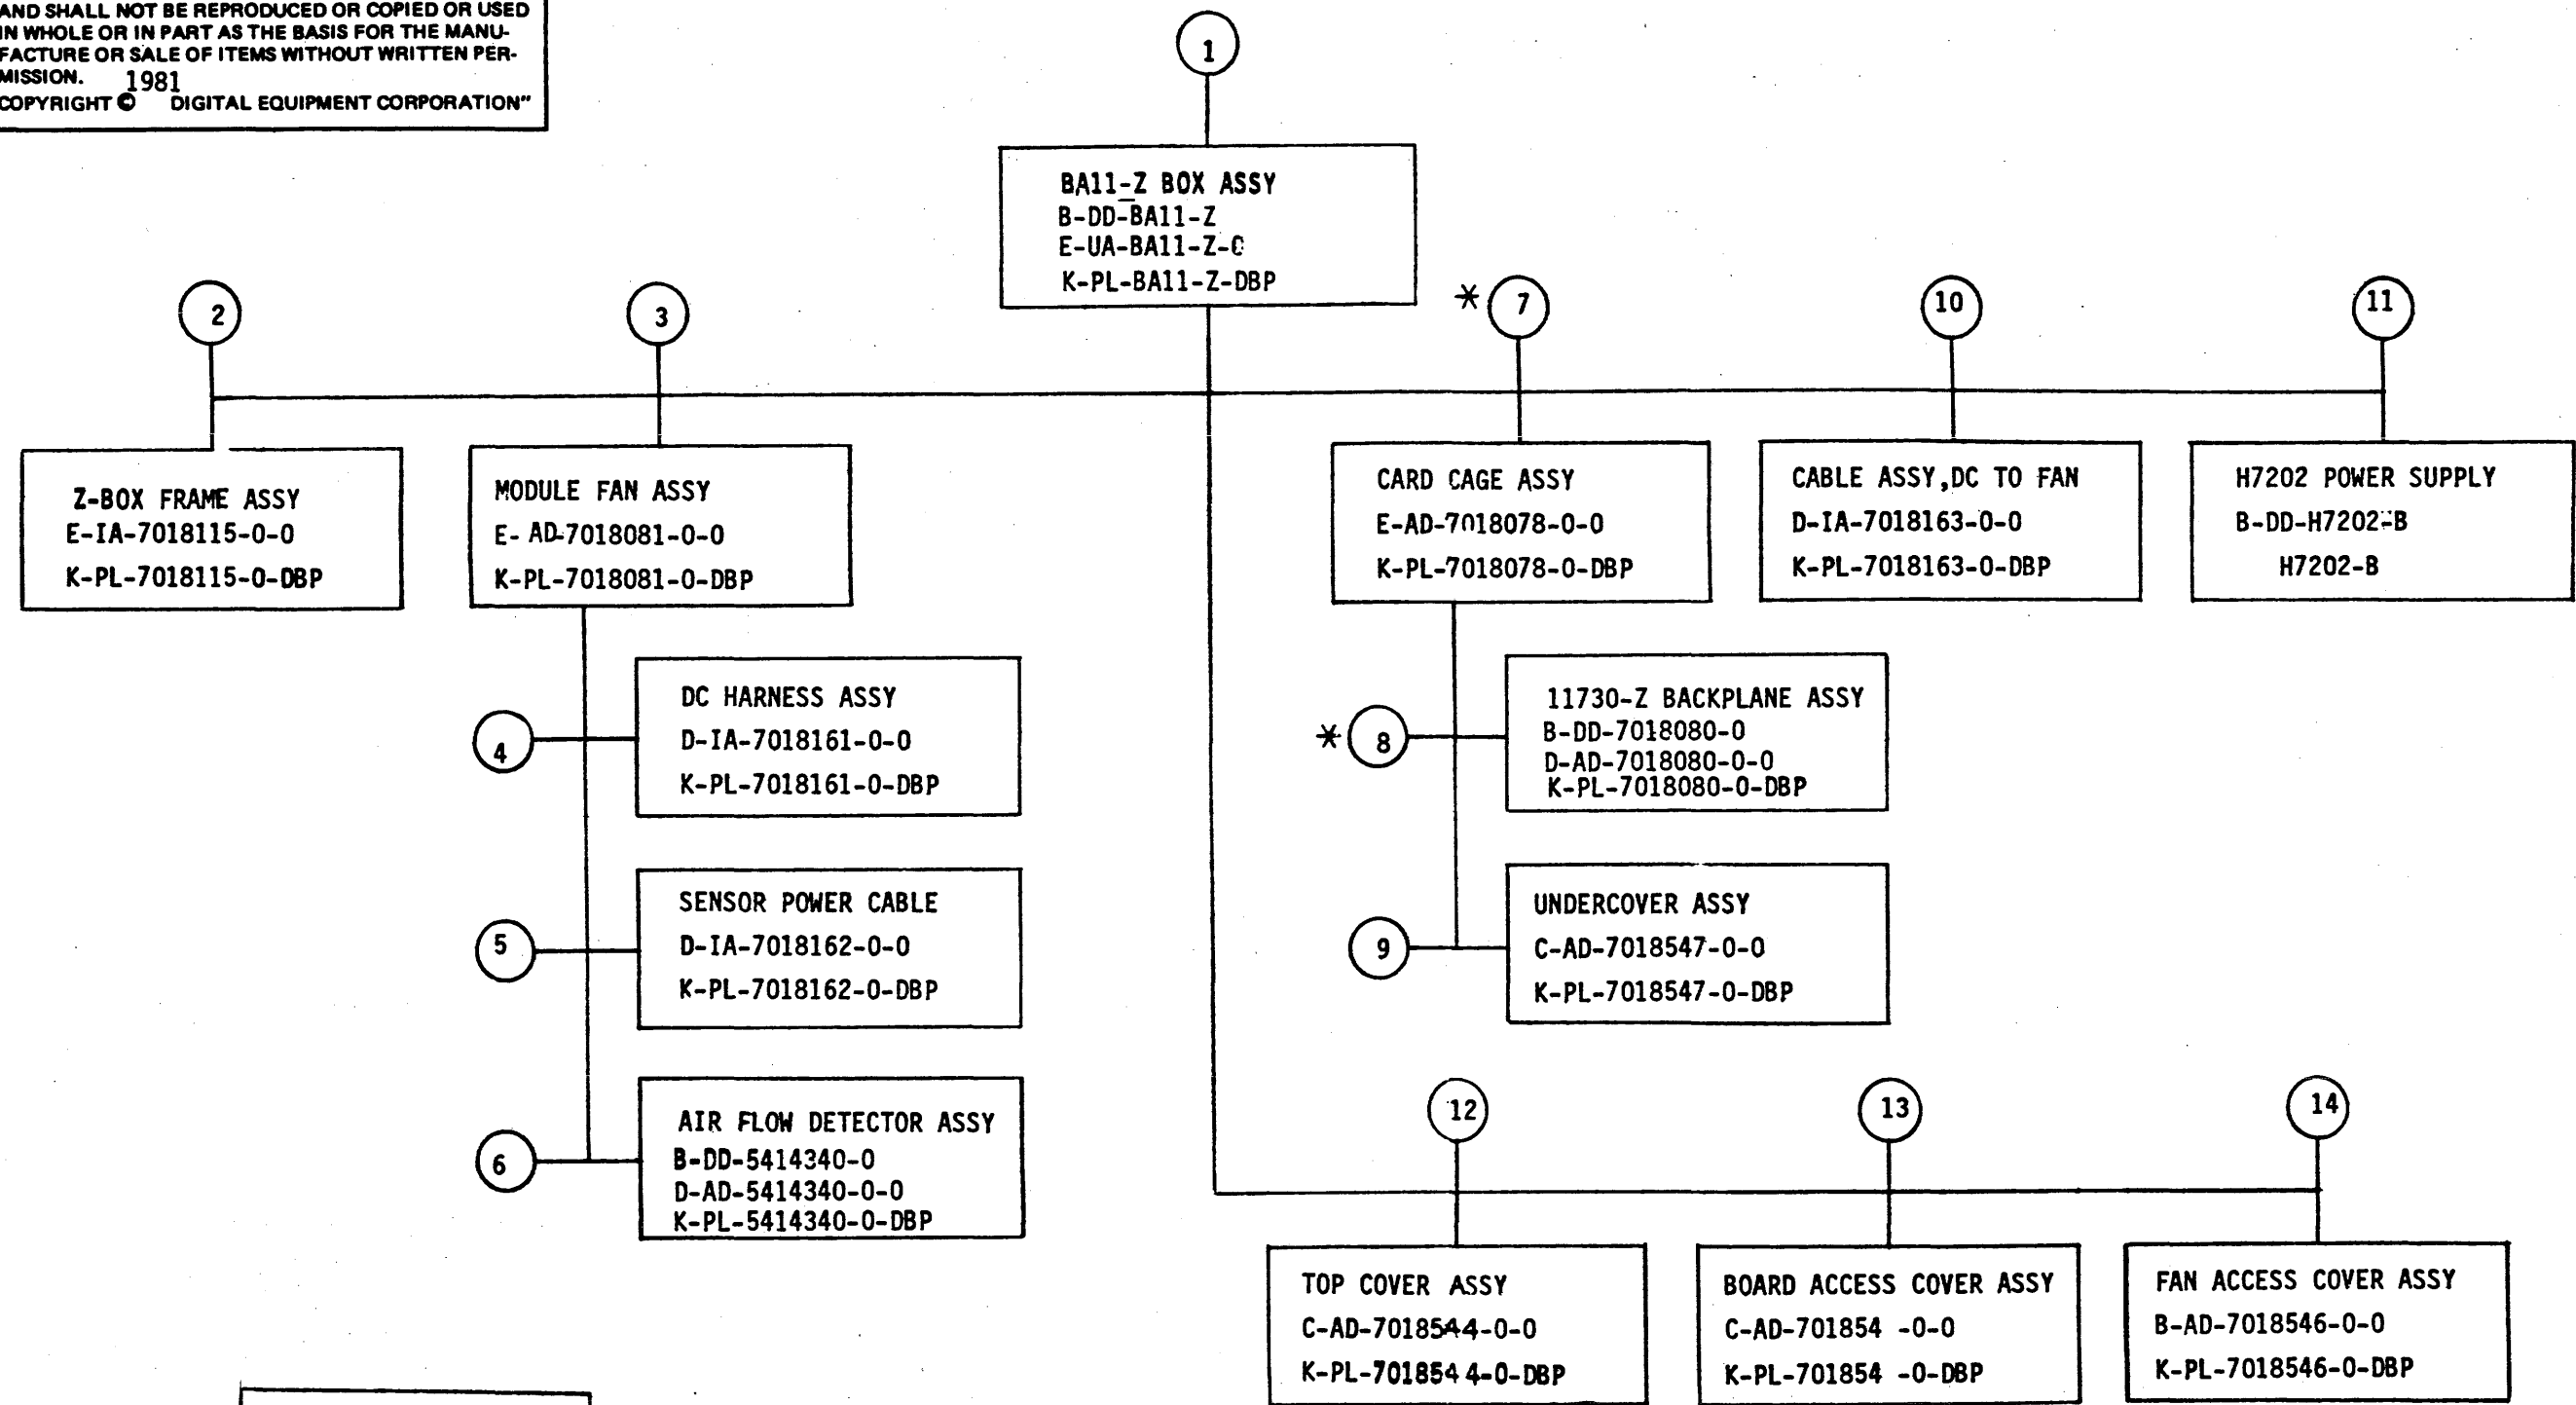 AND SHALL NOT BE REPRODUCED OR COPIED OR USED
IN WHOLE OR IN PART AS THE BASIS FOR THE MANU-
FACTURE OR SALE OF ITEMS WITHOUT WRITTEN PER-
MISSION. 1981
COPYRIGHT © DIGITAL EQUIPMENT CORPORATION"
1
BA11-Z BOX ASSY
B-DD-BA11-Z
E-UA-BA11-Z-0
K-PL-BA11-Z-DBP
2
3
* 7
10
11
Z-BOX FRAME ASSY
E-IA-7018115-0-0
K-PL-7018115-0-DBP
MODULE FAN ASSY
E- AD-7018081-0-0
K-PL-7018081-0-DBP
CARD CAGE ASSY
E-AD-7018078-0-0
K-PL-7018078-0-DBP
CABLE ASSY,DC TO FAN
D-IA-7018163-0-0
K-PL-7018163-0-DBP
H7202 POWER SUPPLY
B-DD-H7202-B
H7202-B
4
DC HARNESS ASSY
D-IA-7018161-0-0
K-PL-7018161-0-DBP
* 8
11730-Z BACKPLANE ASSY
B-DD-7018080-0
D-AD-7018080-0-0
K-PL-7018080-0-DBP
5
SENSOR POWER CABLE
D-IA-7018162-0-0
K-PL-7018162-0-DBP
9
UNDERCOVER ASSY
C-AD-7018547-0-0
K-PL-7018547-0-DBP
6
AIR FLOW DETECTOR ASSY
B-DD-5414340-0
D-AD-5414340-0-0
K-PL-5414340-0-DBP
12
13
14
TOP COVER ASSY
C-AD-7018544-0-0
K-PL-7018544-0-DBP
BOARD ACCESS COVER ASSY
C-AD-701854 -0-0
K-PL-701854 -0-DBP
FAN ACCESS COVER ASSY
B-AD-7018546-0-0
K-PL-7018546-0-DBP